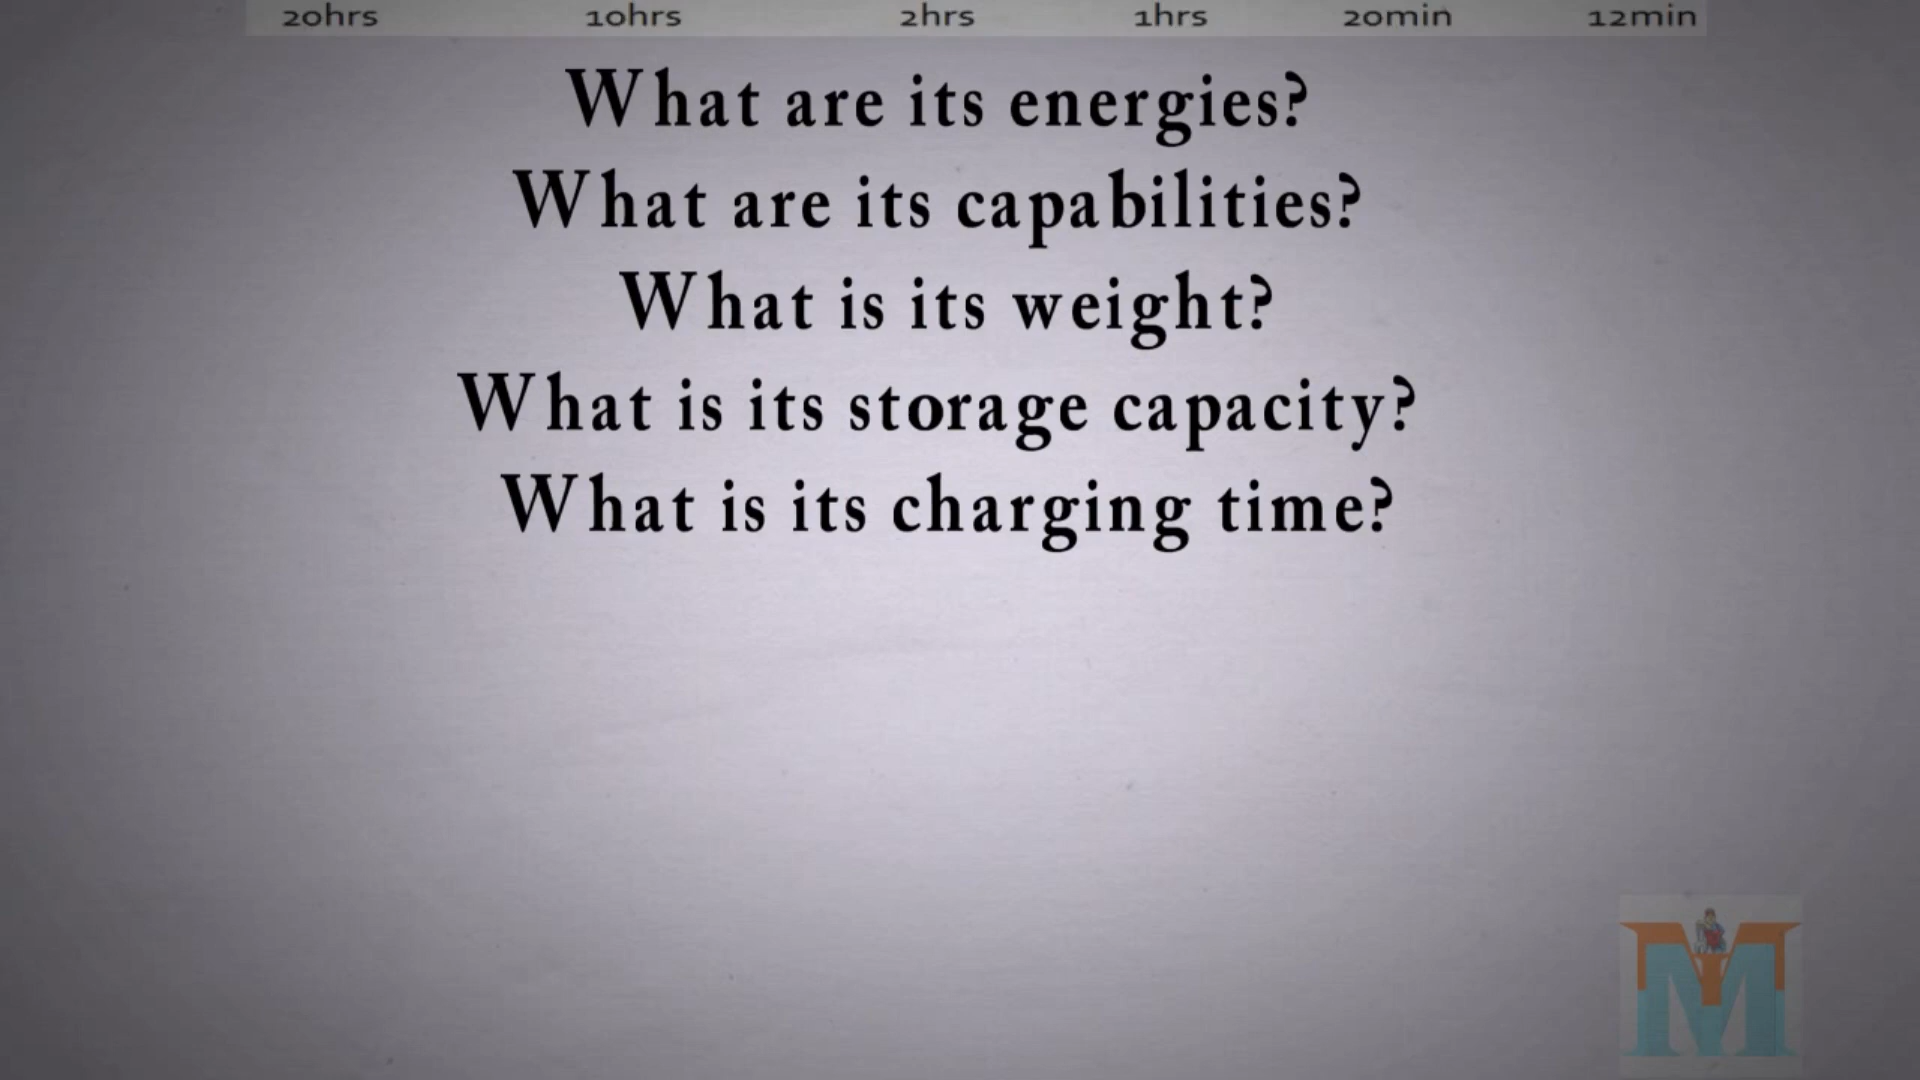 20hrs 10hrs 2hrs 1hrs 20min 12min
What are its energies?
What are its capabilities?
What is its weight?
What is its storage capacity?
What is its charging time?
M